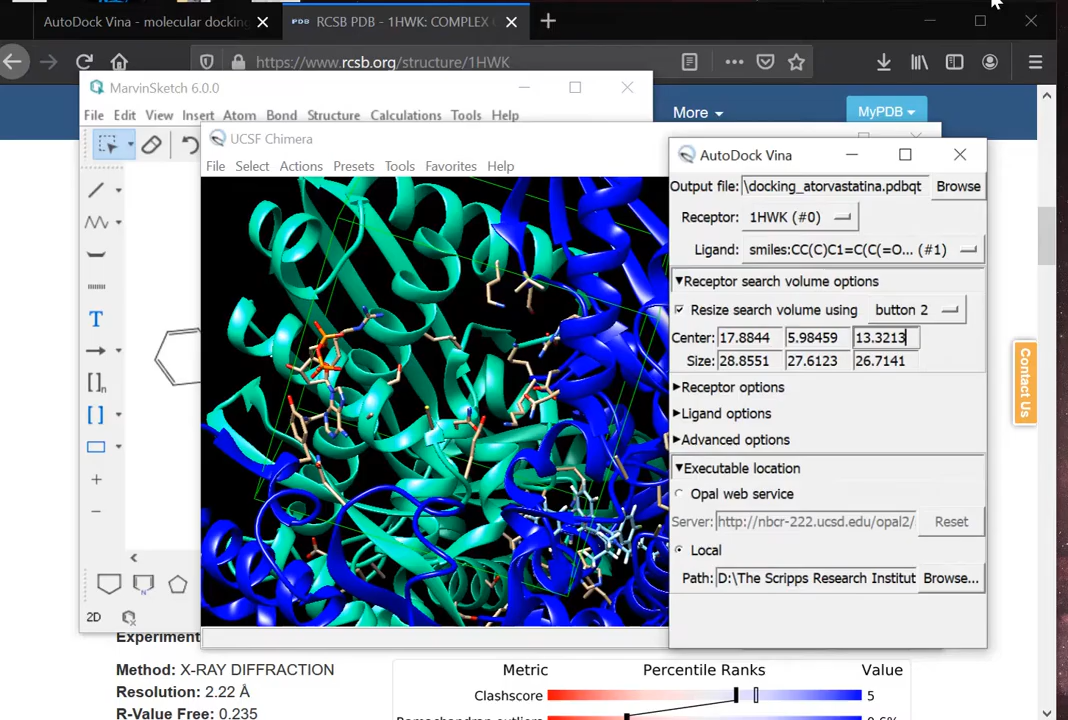 AutoDock Vina - molecular docking
PDB RCSB PDB - 1HWK: COMPLEX
https://www.rcsb.org/structure/1HWK
MarvinSketch 6.0.0
File Edit View Insert Atom Bond Structure Calculations Tools Help
More
MyPDB
UCSF Chimera
File Select Actions Presets Tools Favorites Help
AutoDock Vina
Output file: \docking_atorvastatina.pdbqt Browse
Receptor: 1HWK (#0)
Ligand: smiles:CC(C)C1=C(C(=O... (#1)
Receptor search volume options
Resize search volume using button 2
Center: 17.8844 5.98459 13.3213
Size: 28.8551 27.6123 26.7141
Receptor options
Ligand options
Advanced options
Executable location
Opal web service
Server: http://nbcr-222.ucsd.edu/opal2/ Reset
Local
Path: D:\The Scripps Research Institut Browse...
T
[]n
[]
N
2D
Contact Us
Experiment
Method: X-RAY DIFFRACTION
Resolution: 2.22 Å
R-Value Free: 0.235
Metric Percentile Ranks Value
Clashscore 5
Ramachandran outliers 0.6%